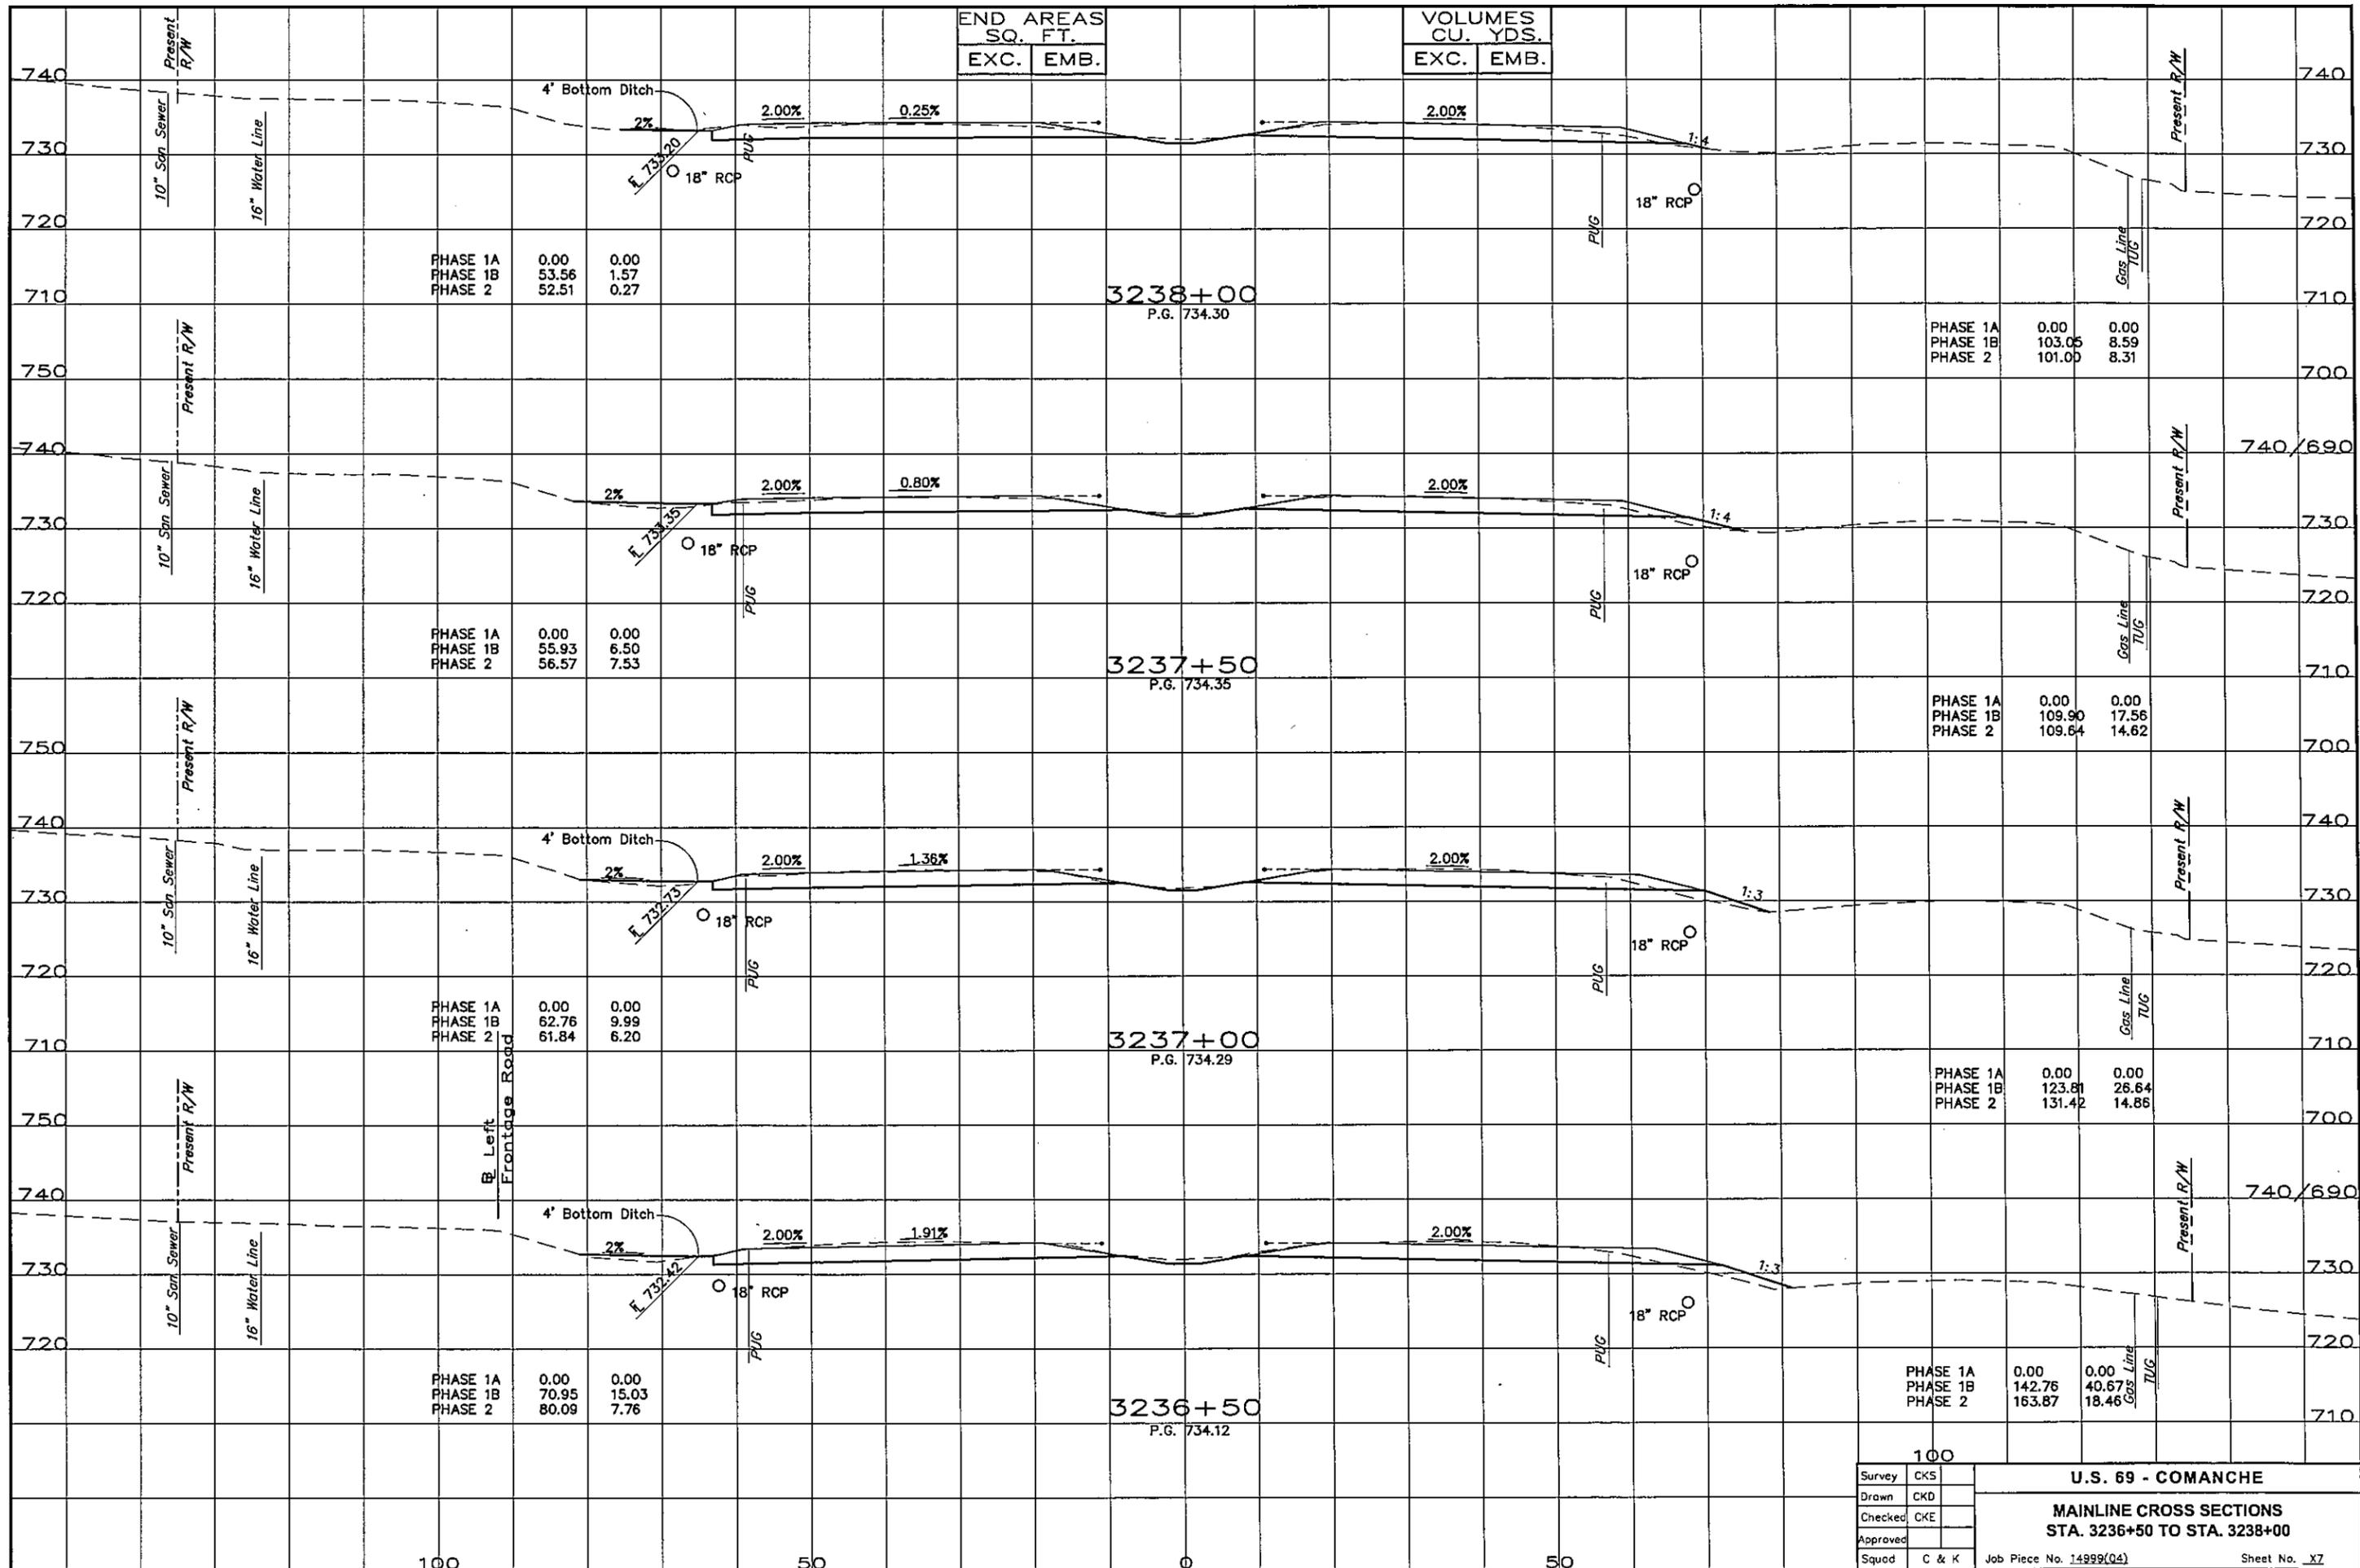 END AREAS
SQ. FT.
EXC. EMB.
VOLUMES
CU. YDS.
EXC. EMB.
Present
R/W
10" San Sewer
16" Water Line
4' Bottom Ditch
2%
2.00%
0.25%
2.00%
1:4
Present R/W
740
740
730
730
720
720
710
710
FL 733.20
18" RCP
PUG
PUG
18" RCP
Gas Line
TUG
PHASE 1A 0.00 0.00
PHASE 1B 53.56 1.57
PHASE 2 52.51 0.27
3238+00
P.G. 734.30
PHASE 1A 0.00 0.00
PHASE 1B 103.05 8.59
PHASE 2 101.00 8.31
Present R/W
750
700
740
740/690
10" San Sewer
16" Water Line
2%
2.00%
0.80%
2.00%
1:4
Present R/W
730
730
FL 733.35
18" RCP
PUG
PUG
18" RCP
Gas Line
TUG
720
720
PHASE 1A 0.00 0.00
PHASE 1B 55.93 6.50
PHASE 2 56.57 7.53
3237+50
P.G. 734.35
710
PHASE 1A 0.00 0.00
PHASE 1B 109.90 17.56
PHASE 2 109.64 14.62
Present R/W
750
700
740
740
10" San Sewer
16" Water Line
4' Bottom Ditch
2%
2.00%
1.36%
2.00%
1:3
Present R/W
730
730
FL 732.73
18" RCP
PUG
PUG
18" RCP
Gas Line
TUG
720
720
PHASE 1A 0.00 0.00
PHASE 1B 62.76 9.99
PHASE 2 61.84 6.20
3237+00
P.G. 734.29
710
710
PHASE 1A 0.00 0.00
PHASE 1B 123.81 26.64
PHASE 2 131.42 14.86
Present R/W
BL Left
Frontage Road
750
700
740
740/690
10" San Sewer
16" Water Line
4' Bottom Ditch
2%
2.00%
1.91%
2.00%
1:3
Present R/W
730
730
FL 732.42
18" RCP
PUG
PUG
18" RCP
Gas Line
TUG
720
720
PHASE 1A 0.00 0.00
PHASE 1B 70.95 15.03
PHASE 2 80.09 7.76
3236+50
P.G. 734.12
PHASE 1A 0.00 0.00
PHASE 1B 142.76 40.67
PHASE 2 163.87 18.46
710
100
100
50
0
50
Survey CKS
Drawn CKD
Checked CKE
Approved
Squad C & K
U.S. 69 - COMANCHE
MAINLINE CROSS SECTIONS
STA. 3236+50 TO STA. 3238+00
Job Piece No. 14999(04)
Sheet No. X7